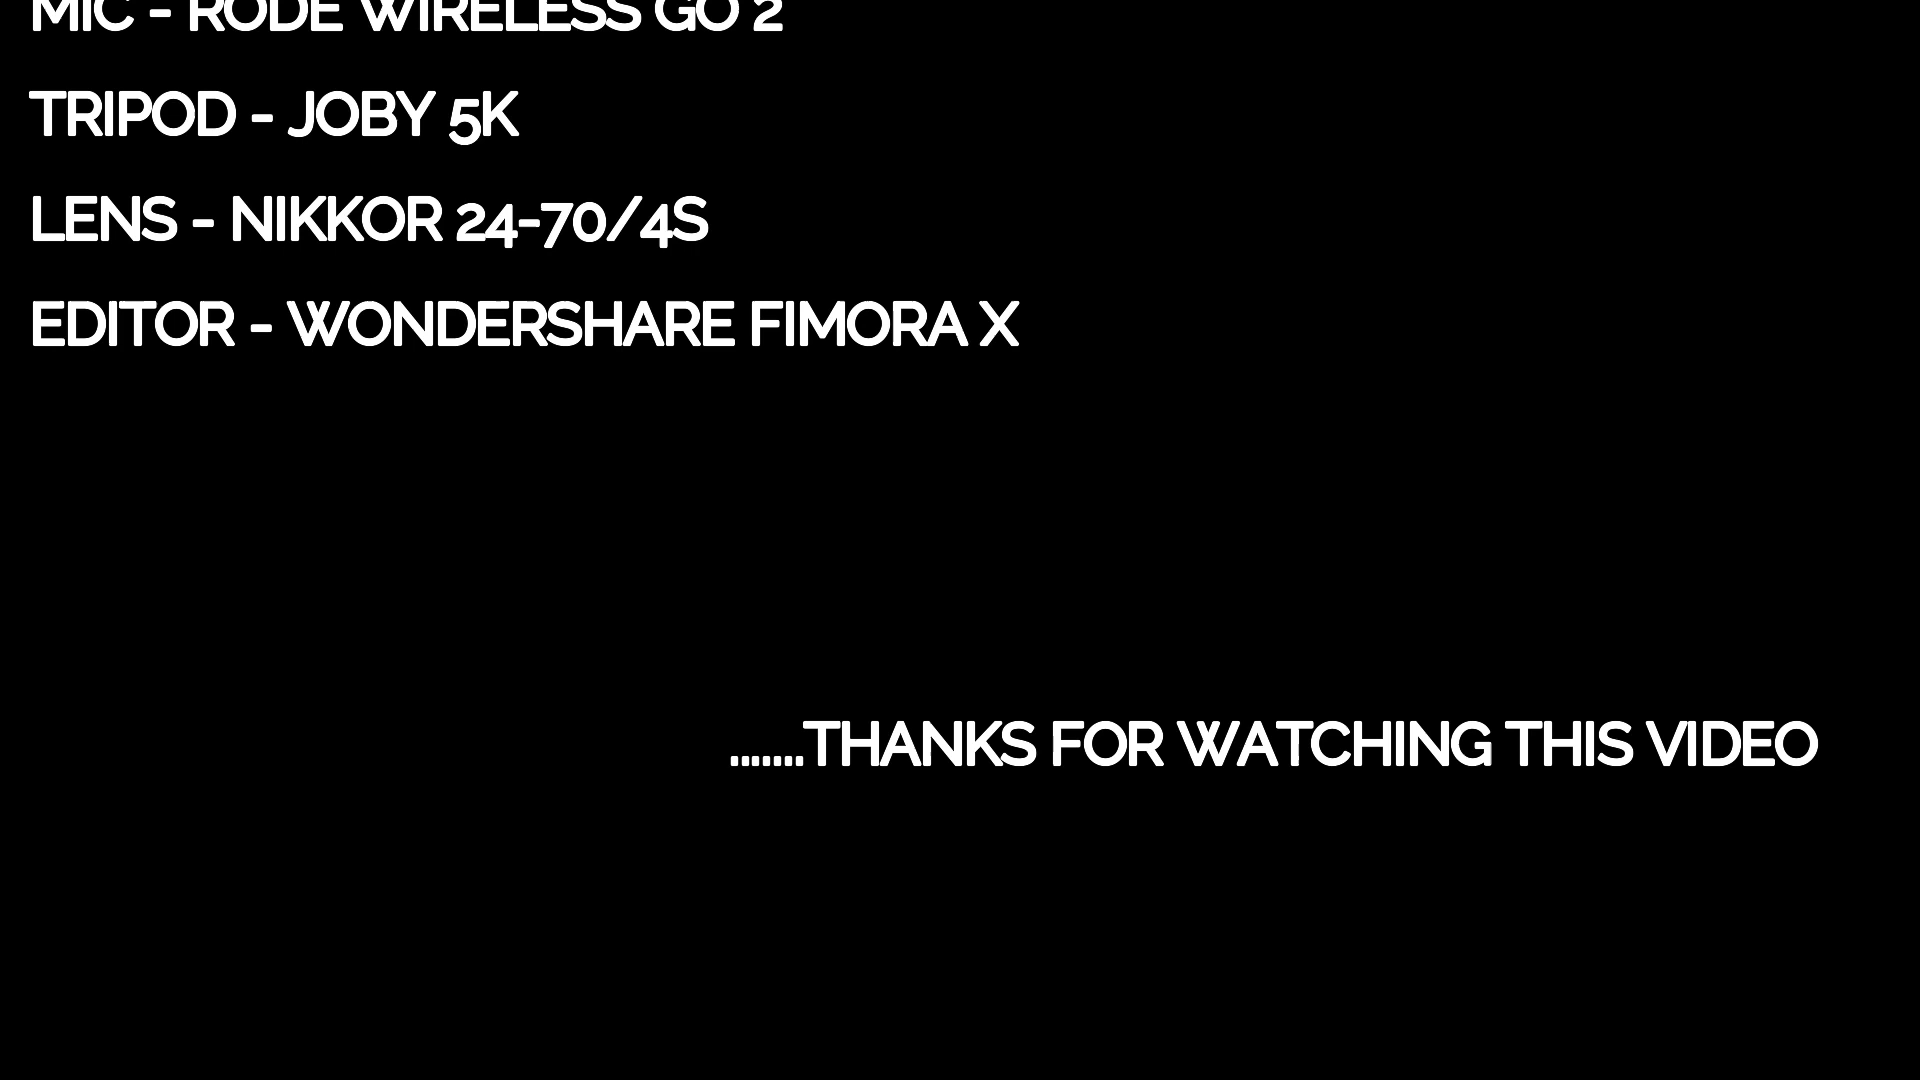 MIC - RODE WIRELESS GO 2
TRIPOD - JOBY 5K
LENS - NIKKOR 24-70/4S
EDITOR - WONDERSHARE FIMORA X
.......THANKS FOR WATCHING THIS VIDEO